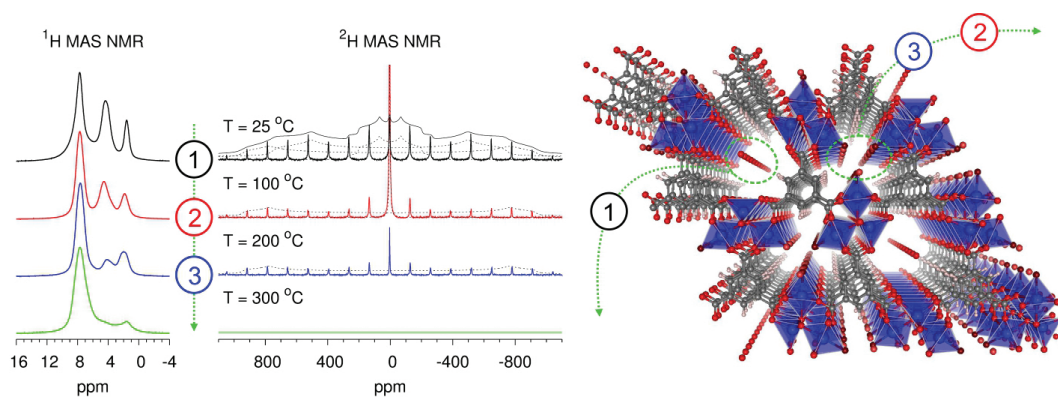 ¹H MAS NMR
²H MAS NMR
T = 25 °C
1
T = 100 °C
2
T = 200 °C
3
T = 300 °C
16 12 8 4 0 -4
ppm
800 400 0 -400 -800
ppm
3 2
1